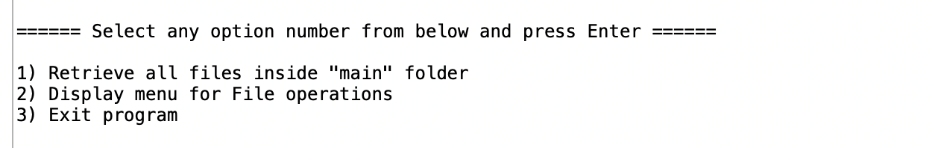 ====== Select any option number from below and press Enter ======
1) Retrieve all files inside "main" folder
2) Display menu for File operations
3) Exit program